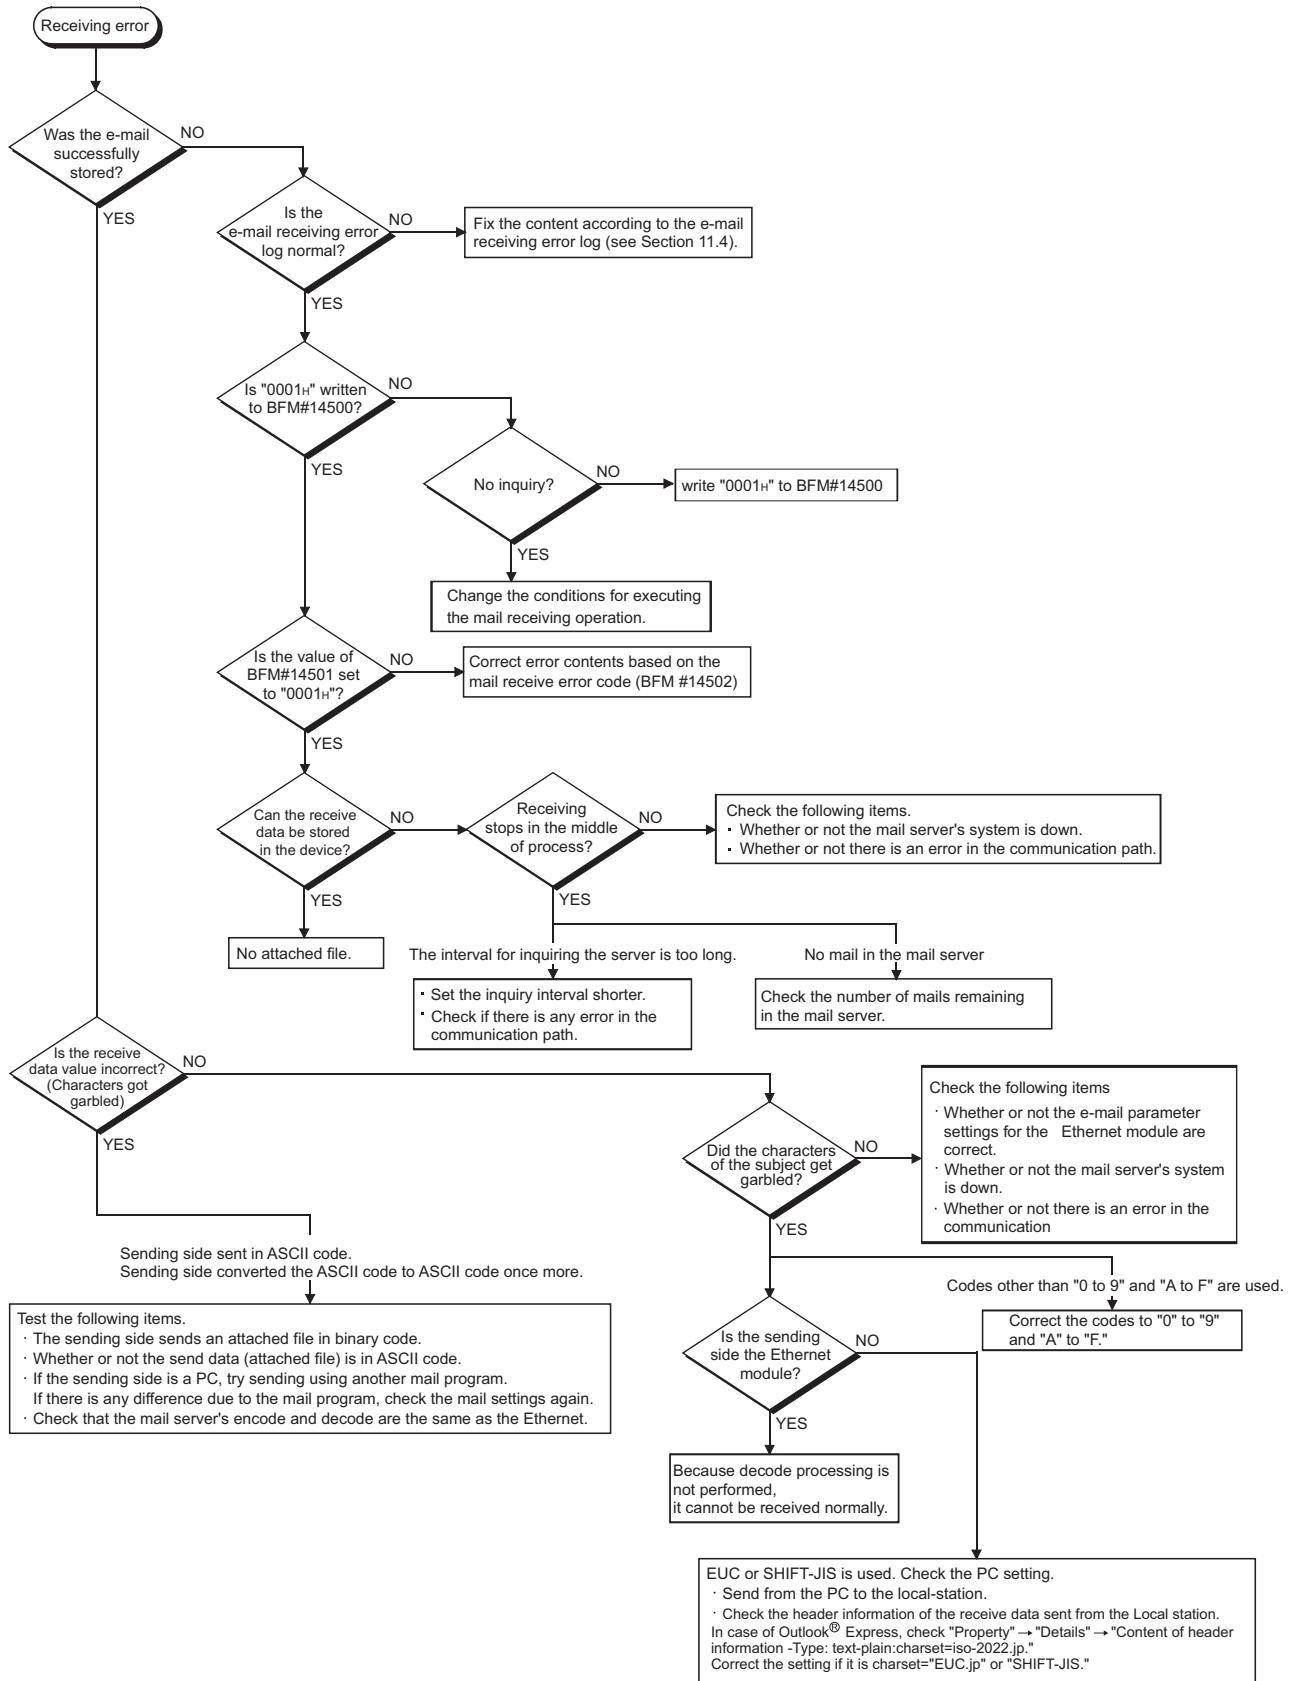 Receiving error
Was the e-mail
successfully
stored?
NO
YES
Is the
e-mail receiving error
log normal?
NO
YES
Fix the content according to the e-mail
receiving error log (see Section 11.4).
Is "0001H" written
to BFM#14500?
NO
YES
No inquiry?
NO
YES
write "0001H" to BFM#14500
Change the conditions for executing
the mail receiving operation.
Is the value of
BFM#14501 set
to "0001H"?
NO
YES
Correct error contents based on the
mail receive error code (BFM #14502)
Can the receive
data be stored
in the device?
NO
YES
Receiving
stops in the middle
of process?
NO
YES
Check the following items.
· Whether or not the mail server's system is down.
· Whether or not there is an error in the communication path.
No attached file.
The interval for inquiring the server is too long.
No mail in the mail server
· Set the inquiry interval shorter.
· Check if there is any error in the
communication path.
Check the number of mails remaining
in the mail server.
Is the receive
data value incorrect?
(Characters got
garbled)
NO
YES
Did the characters
of the subject get
garbled?
NO
YES
Check the following items
· Whether or not the e-mail parameter
settings for the Ethernet module are
correct.
· Whether or not the mail server's system
is down.
· Whether or not there is an error in the
communication
Sending side sent in ASCII code.
Sending side converted the ASCII code to ASCII code once more.
Codes other than "0 to 9" and "A to F" are used.
Correct the codes to "0" to "9"
and "A" to "F."
Test the following items.
· The sending side sends an attached file in binary code.
· Whether or not the send data (attached file) is in ASCII code.
· If the sending side is a PC, try sending using another mail program.
If there is any difference due to the mail program, check the mail settings again.
· Check that the mail server's encode and decode are the same as the Ethernet.
Is the sending
side the Ethernet
module?
NO
YES
Because decode processing is
not performed,
it cannot be received normally.
EUC or SHIFT-JIS is used. Check the PC setting.
· Send from the PC to the local-station.
· Check the header information of the receive data sent from the Local station.
In case of Outlook® Express, check "Property" → "Details" → "Content of header
information -Type: text-plain:charset=iso-2022.jp."
Correct the setting if it is charset="EUC.jp" or "SHIFT-JIS."